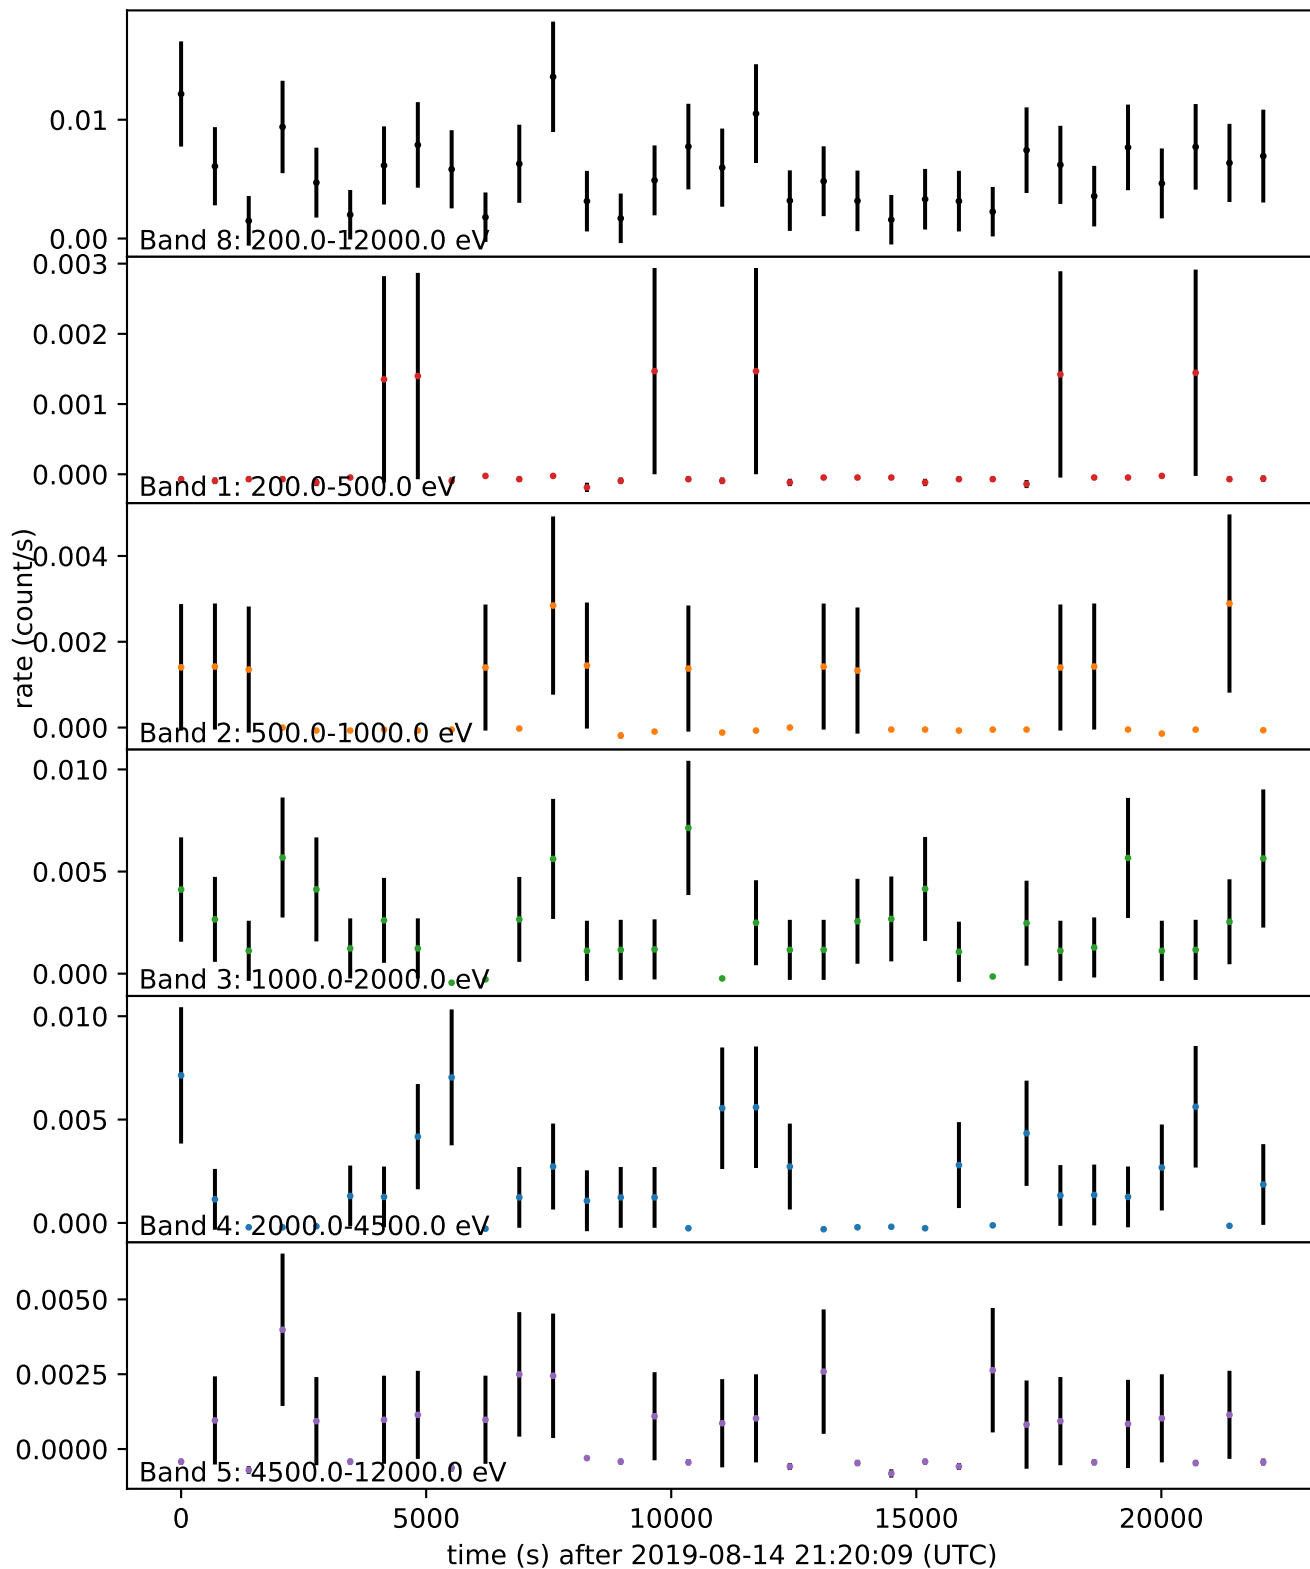 0.01
0.00
Band 8: 200.0-12000.0 eV
0.003
0.002
0.001
0.000
Band 1: 200.0-500.0 eV
rate (count/s)
0.004
0.002
0.000
Band 2: 500.0-1000.0 eV
0.010
0.005
0.000
Band 3: 1000.0-2000.0 eV
0.010
0.005
0.000
Band 4: 2000.0-4500.0 eV
0.0050
0.0025
0.0000
Band 5: 4500.0-12000.0 eV
0 5000 10000 15000 20000
time (s) after 2019-08-14 21:20:09 (UTC)